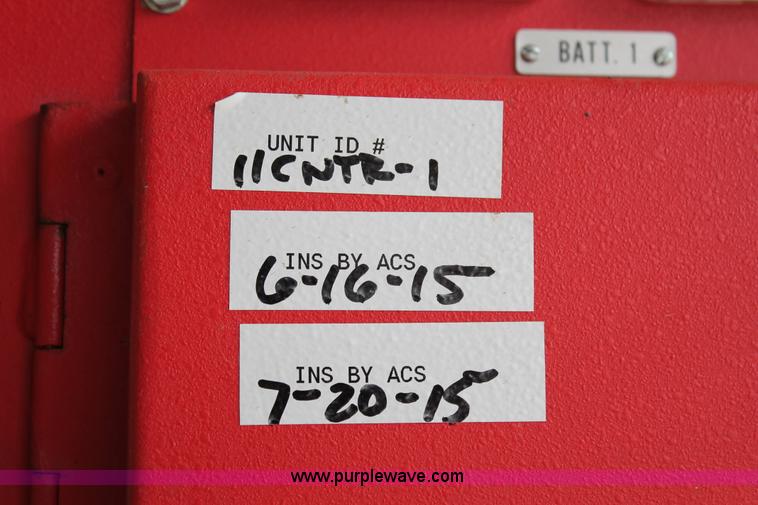 BATT. 1
UNIT ID #
11CNTR-1
INS BY ACS
6-16-15
INS BY ACS
7-20-15
www.purplewave.com